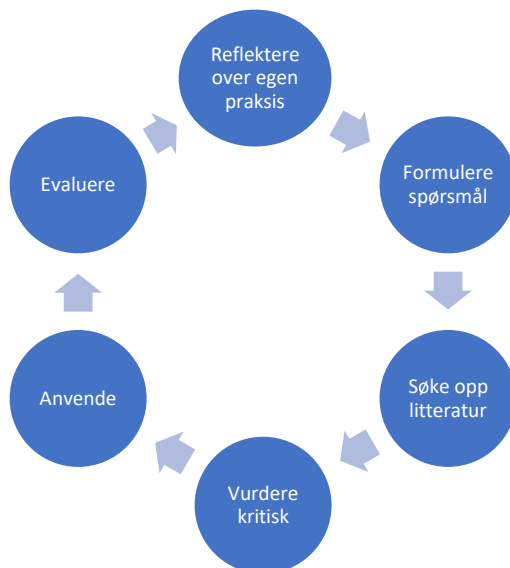 Reflektere
over egen
praksis
Formulere
spørsmål
Søke opp
litteratur
Vurdere
kritisk
Anvende
Evaluere